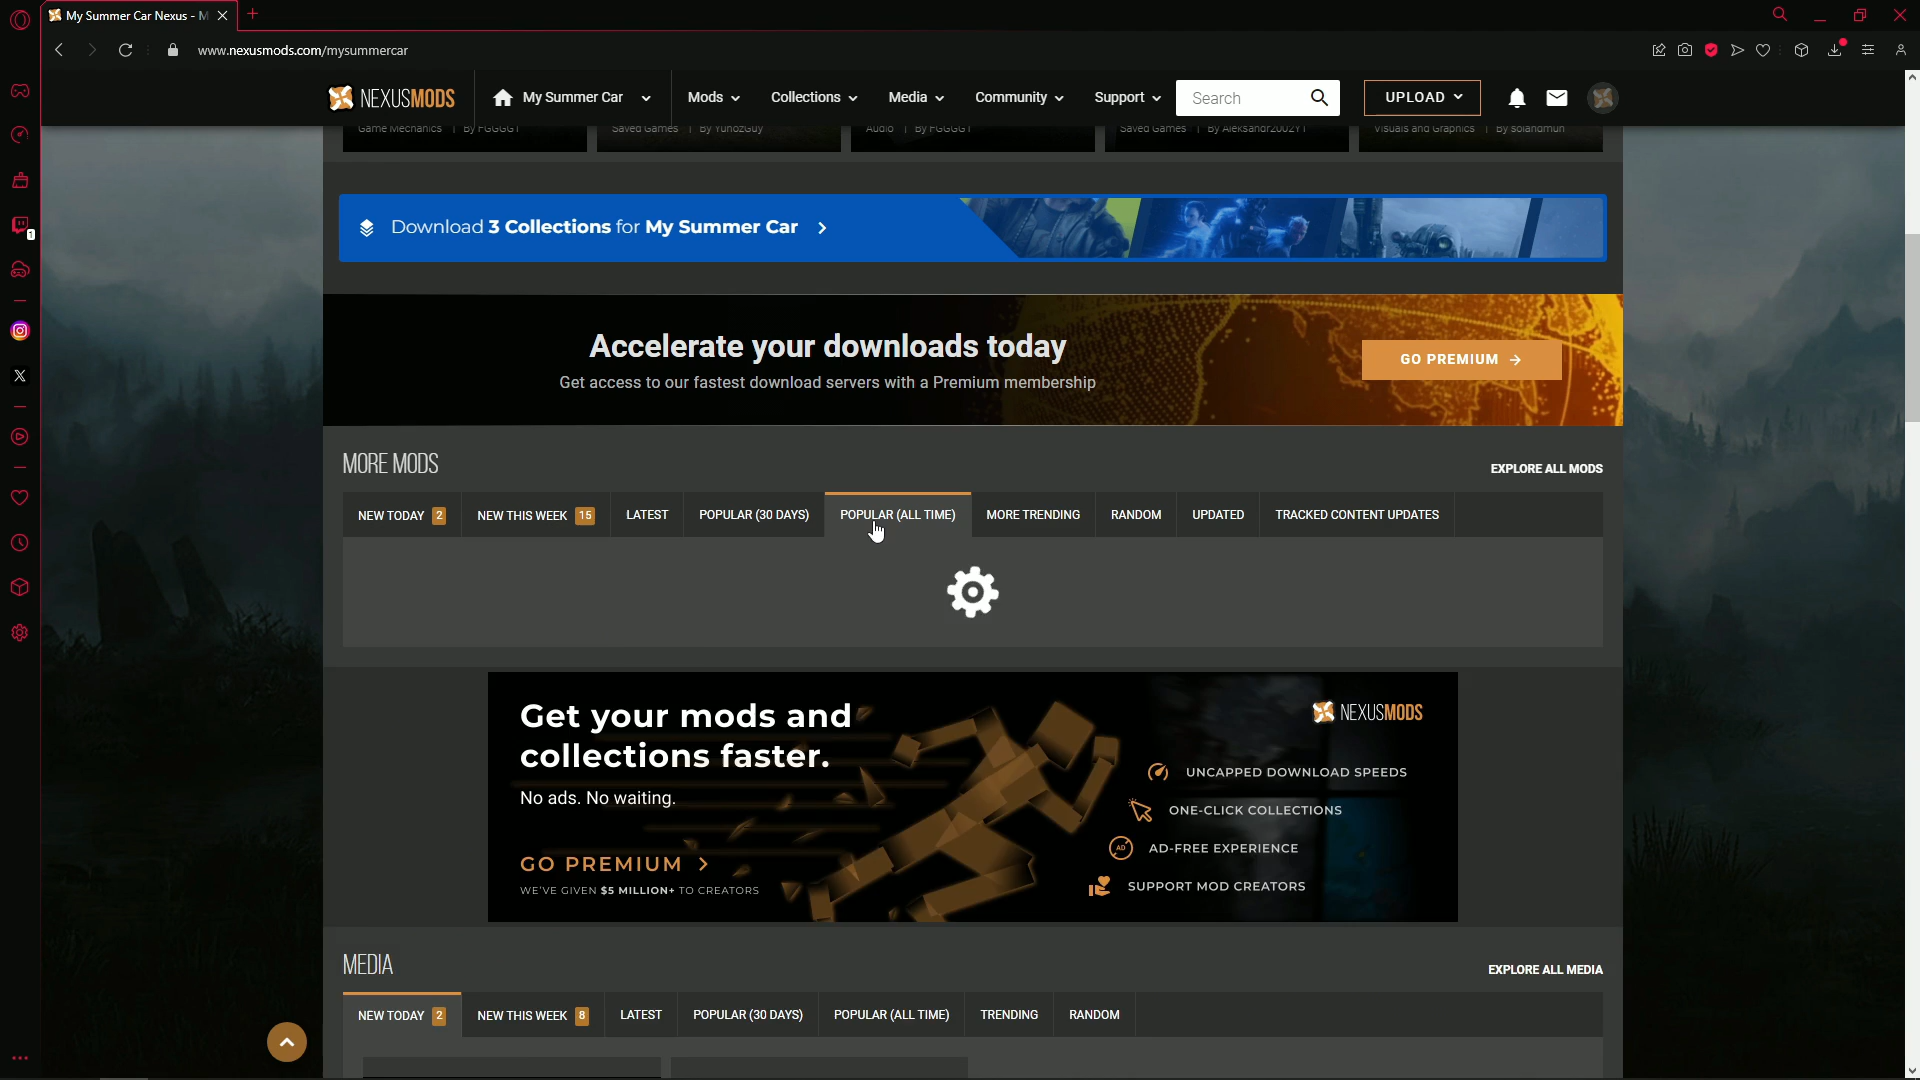 My Summer Car Nexus - M
www.nexusmods.com/mysummercar
NEXUSMODS
My Summer Car
Mods
Collections
Media
Community
Support
Search
UPLOAD
Game Mechanics | By FGGGGT
Saved Games | By YunozGuy
Audio | By FGGGGT
Saved Games | By Aleksandr2002YT
Visuals and Graphics | By solandmun
1
Download 3 Collections for My Summer Car
Accelerate your downloads today
Get access to our fastest download servers with a Premium membership
GO PREMIUM
MORE MODS
EXPLORE ALL MODS
NEW TODAY 2
NEW THIS WEEK 15
LATEST
POPULAR (30 DAYS)
POPULAR (ALL TIME)
MORE TRENDING
RANDOM
UPDATED
TRACKED CONTENT UPDATES
Get your mods and
collections faster.
No ads. No waiting.
GO PREMIUM
WE'VE GIVEN $5 MILLION+ TO CREATORS
NEXUSMODS
UNCAPPED DOWNLOAD SPEEDS
ONE-CLICK COLLECTIONS
AD
AD-FREE EXPERIENCE
SUPPORT MOD CREATORS
MEDIA
EXPLORE ALL MEDIA
NEW TODAY 2
NEW THIS WEEK 8
LATEST
POPULAR (30 DAYS)
POPULAR (ALL TIME)
TRENDING
RANDOM